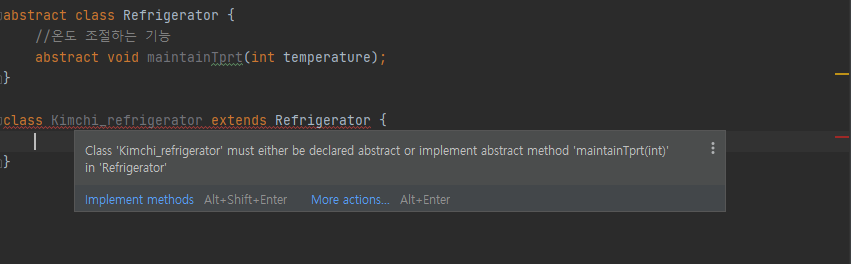 abstract class Refrigerator {
//온도 조절하는 기능
abstract void maintainTprt(int temperature);
}
class Kimchi_refrigerator extends Refrigerator {
Class 'Kimchi_refrigerator' must either be declared abstract or implement abstract method 'maintainTprt(int)'
in 'Refrigerator'
Implement methods Alt+Shift+Enter More actions... Alt+Enter
}